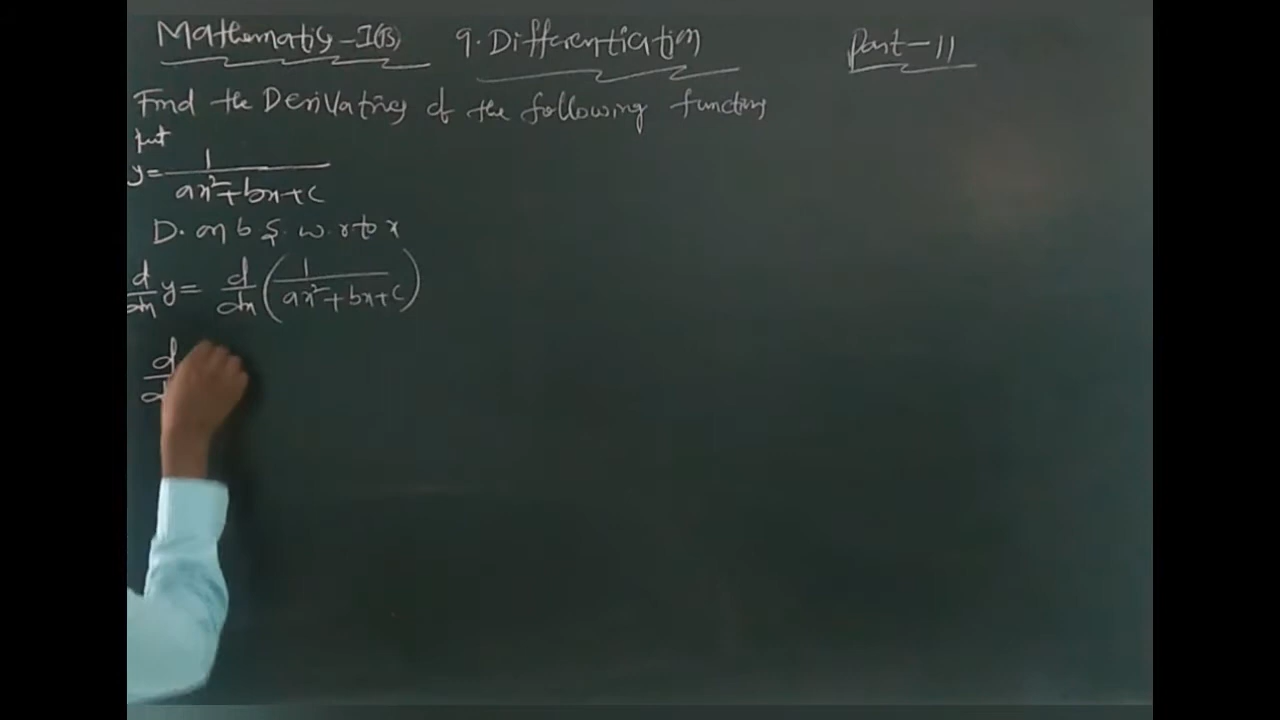 Mathematics-I(B) 9. Differentiation Part-11
Find the Derivatives of the following functions
put
y = 1/(ax²+bx+c)
D. on b.s. w.r.to x
d/dx y = d/dx (1/(ax²+bx+c))
d/d